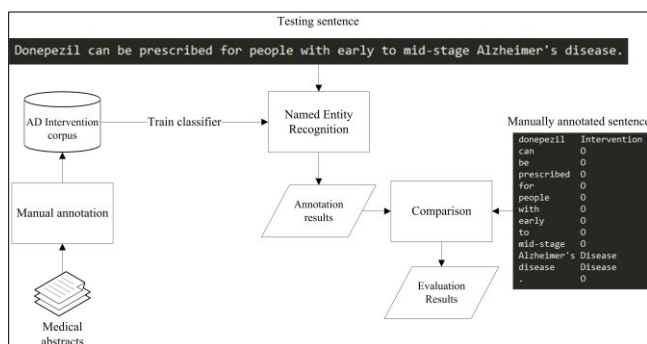 Testing sentence
Donepezil can be prescribed for people with early to mid-stage Alzheimer's disease.
AD Intervention
corpus
Train classifier
Named Entity
Recognition
Manually annotated sentence
donepezil Intervention
can O
be O
prescribed O
for O
people O
with O
early O
to O
mid-stage O
Alzheimer's Disease
disease Disease
. O
Manual annotation
Annotation
results
Comparison
Evaluation
Results
Medical
abstracts